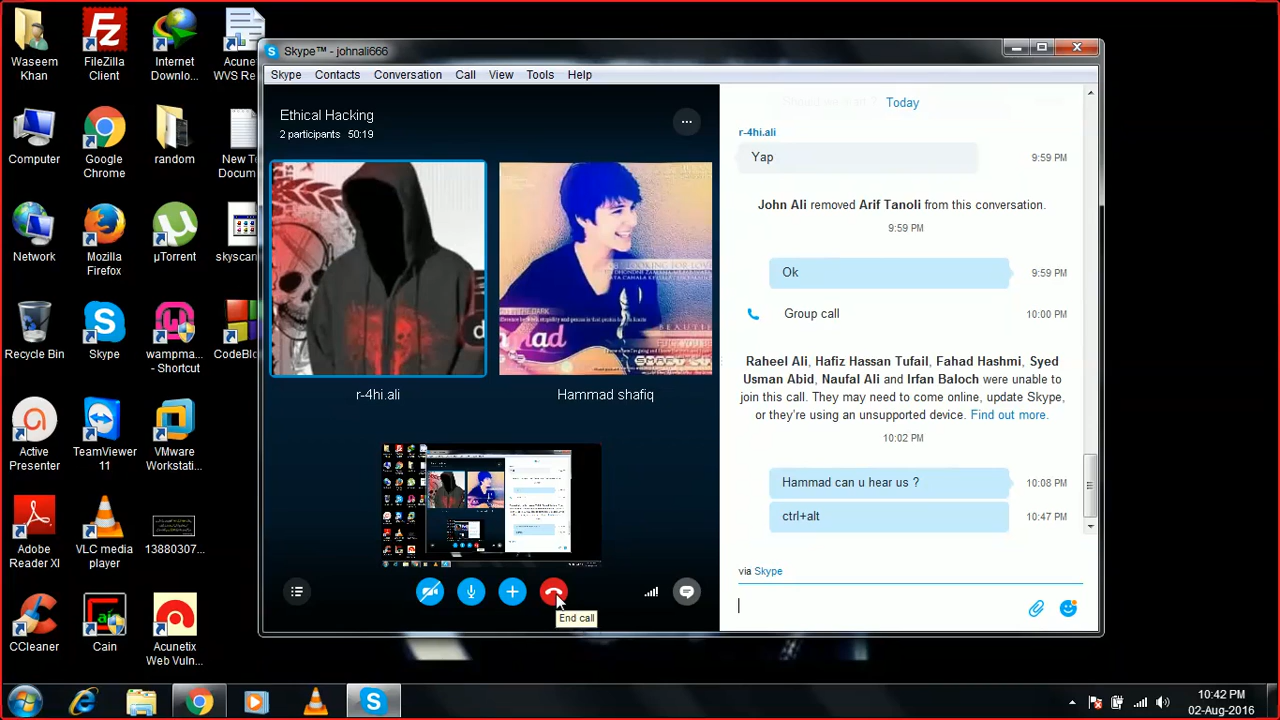 Waseem
Khan
FileZilla
Client
Internet
Downlo...
Acune
WVS Re
Computer
Google
Chrome
random
New To
Docum
Network
Mozilla
Firefox
µTorrent
skyscan
Recycle Bin
Skype
wampma...
- Shortcut
CodeBloc
Active
Presenter
TeamViewer
11
VMware
Workstati...
Adobe
Reader XI
VLC media
player
13880307...
CCleaner
Cain
Acunetix
Web Vuln...
Skype™ - johnali666
Skype Contacts Conversation Call View Tools Help
Ethical Hacking
2 participants 50:19
r-4hi.ali
Hammad shafiq
End call
Today
r-4hi.ali
Yap 9:59 PM
John Ali removed Arif Tanoli from this conversation.
9:59 PM
Ok 9:59 PM
Group call 10:00 PM
Raheel Ali, Hafiz Hassan Tufail, Fahad Hashmi, Syed
Usman Abid, Naufal Ali and Irfan Baloch were unable to
join this call. They may need to come online, update Skype,
or they're using an unsupported device. Find out more.
10:02 PM
Hammad can u hear us ? 10:08 PM
ctrl+alt 10:47 PM
via Skype
10:42 PM
02-Aug-2016